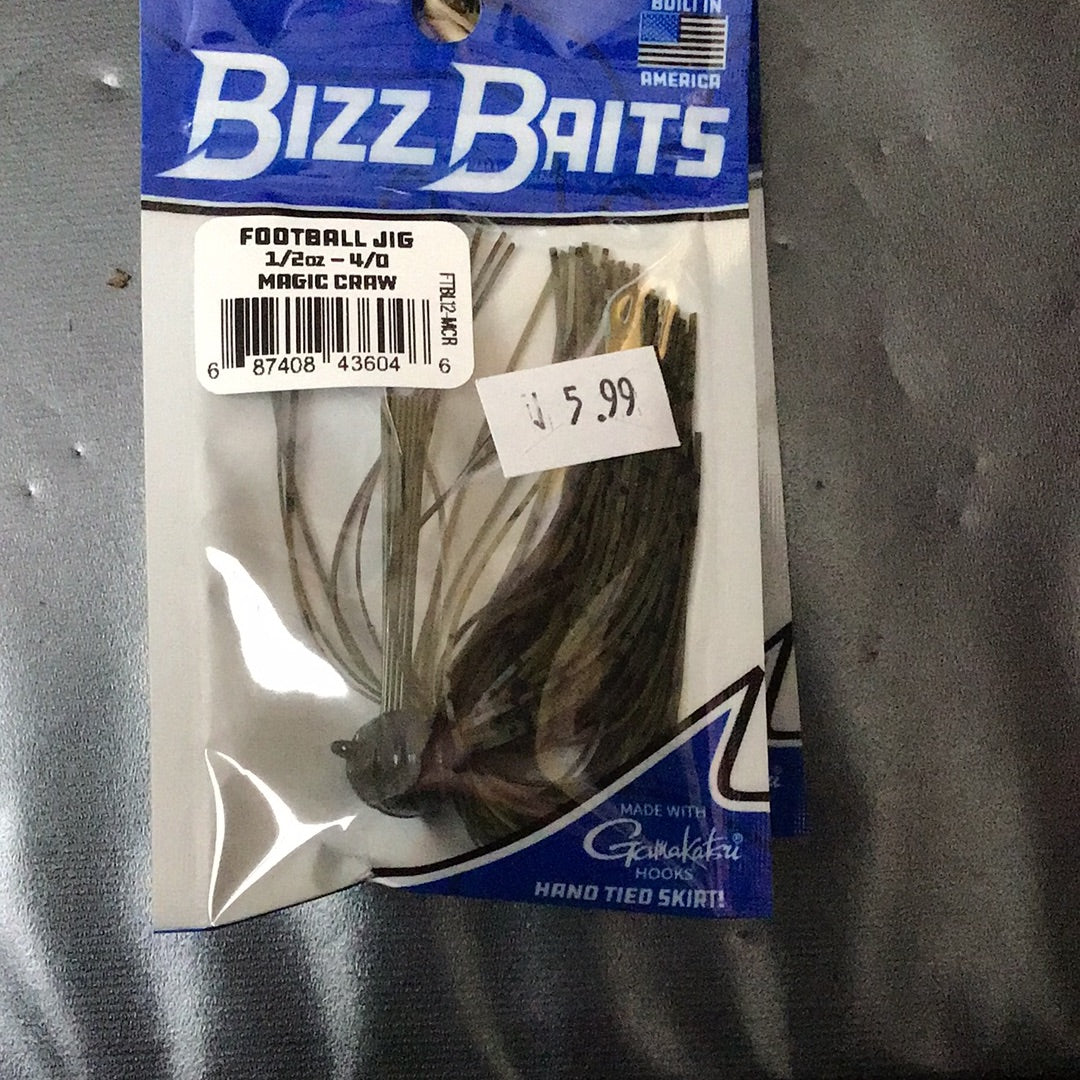 BUILT IN
AMERICA
BIZZ BAITS
FOOTBALL JIG
1/2oz - 4/0
MAGIC CRAW
FTBL12-MCR
6 87408 43604 6
5.99
MADE WITH
Gamakatsu®
HOOKS
HAND TIED SKIRT!